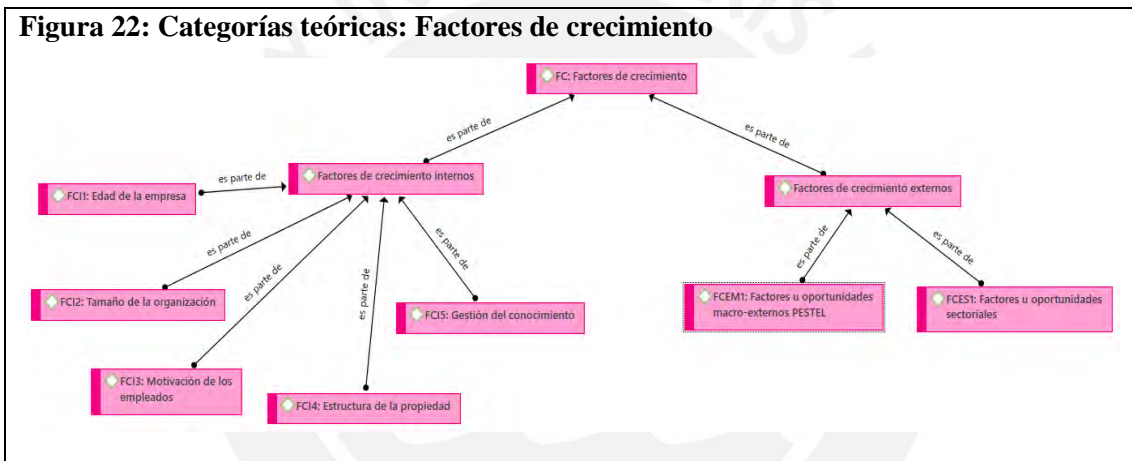 Figura 22: Categorías teóricas: Factores de crecimiento
FC: Factores de crecimiento
es parte de
es parte de
Factores de crecimiento internos
Factores de crecimiento externos
es parte de
FCI1: Edad de la empresa
es parte de
es parte de
es parte de
es parte de
es parte de
es parte de
FCI2: Tamaño de la organización
FCI5: Gestión del conocimiento
FCEM1: Factores u oportunidades
macro-externos PESTEL
FCES1: Factores u oportunidades
sectoriales
FCI3: Motivación de los
empleados
FCI4: Estructura de la propiedad